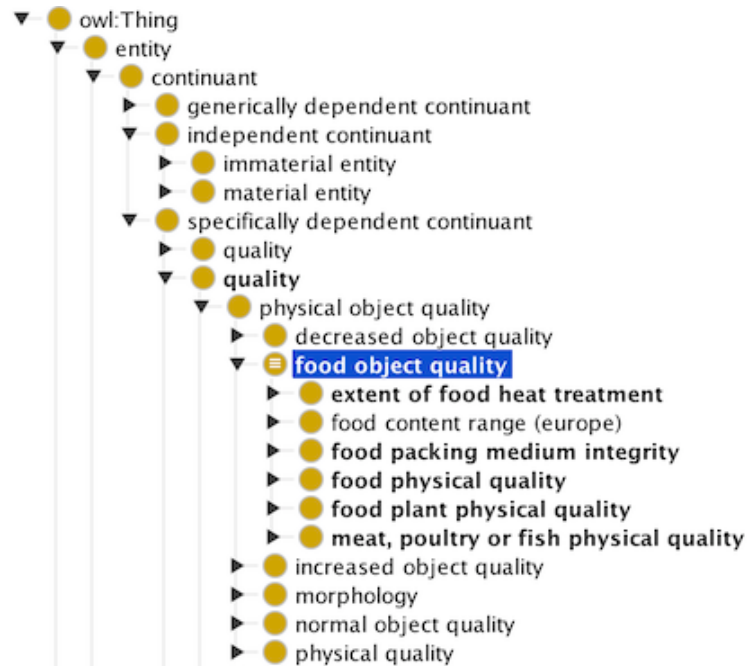 owl:Thing
entity
continuant
generically dependent continuant
independent continuant
immaterial entity
material entity
specifically dependent continuant
quality
quality
physical object quality
decreased object quality
food object quality
extent of food heat treatment
food content range (europe)
food packing medium integrity
food physical quality
food plant physical quality
meat, poultry or fish physical quality
increased object quality
morphology
normal object quality
physical quality